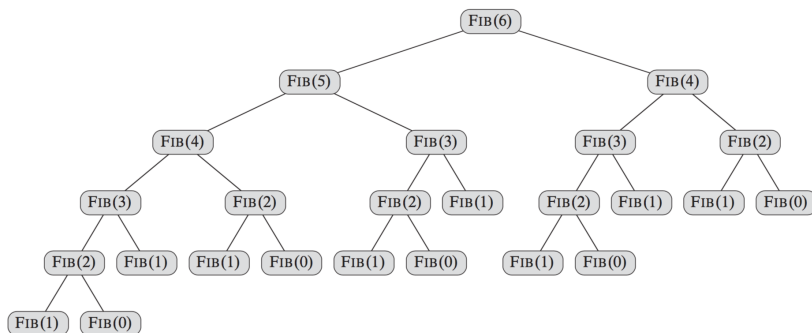 FIB(6)
FIB(5) FIB(4)
FIB(4) FIB(3) FIB(3) FIB(2)
FIB(3) FIB(2) FIB(2) FIB(1) FIB(2) FIB(1) FIB(1) FIB(0)
FIB(2) FIB(1) FIB(1) FIB(0) FIB(1) FIB(0) FIB(1) FIB(0)
FIB(1) FIB(0)